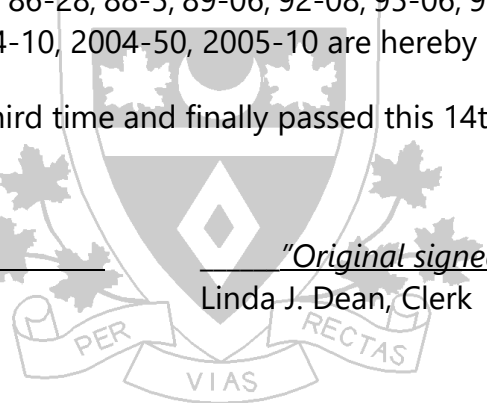 86-28, 88-5, 89-06, 92-08, 95-06, 9
4-10, 2004-50, 2005-10 are hereby
hird time and finally passed this 14t
"Original signe
Linda J. Dean, Clerk
PER VIAS RECTAS